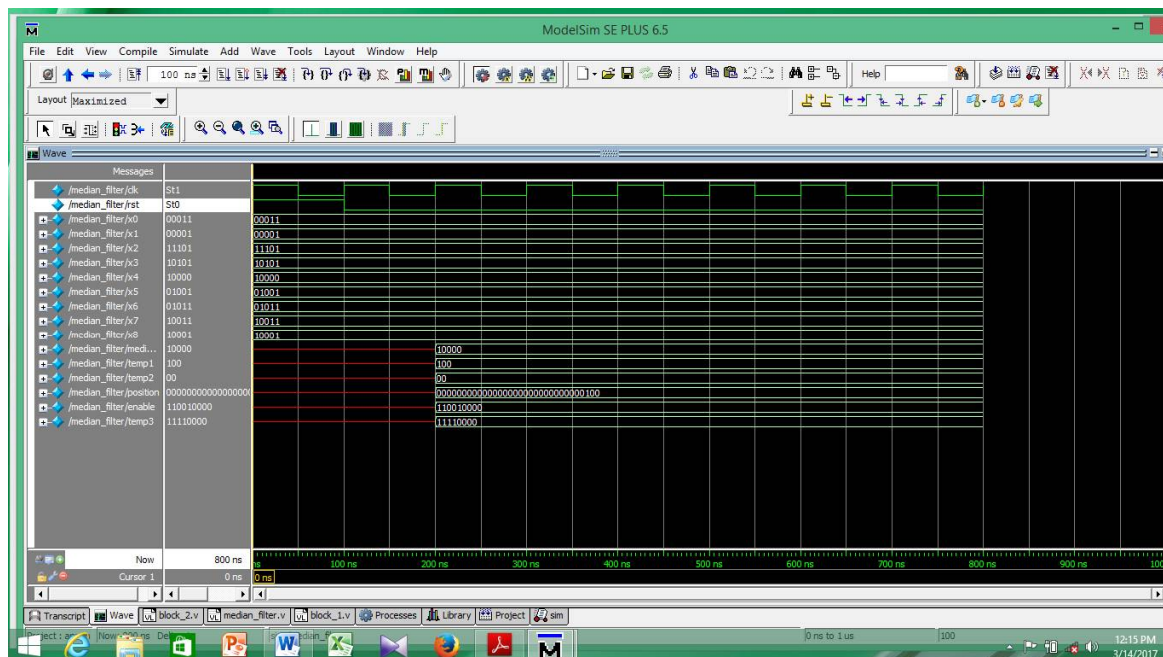 ModelSim SE PLUS 6.5
File Edit View Compile Simulate Add Wave Tools Layout Window Help
100 ns Help
Layout Maximized
Wave
Messages
/median_filter/clk St1
/median_filter/rst St0
/median_filter/x0 00011 00011
/median_filter/x1 00001 00001
/median_filter/x2 11101 11101
/median_filter/x3 10101 10101
/median_filter/x4 10000 10000
/median_filter/x5 01001 01001
/median_filter/x6 01011 01011
/median_filter/x7 10011 10011
/median_filter/x8 10001 10001
/median_filter/medi... 10000 10000
/median_filter/temp1 100 100
/median_filter/temp2 00 00
/median_filter/position
/median_filter/enable 110010000 110010000
/median_filter/temp3 11110000 11110000
Now 800 ns ns 100 ns 200 ns 300 ns 400 ns 500 ns 600 ns 700 ns 800 ns 900 ns 100
Cursor 1 0 ns 0 ns
Transcript Wave block_2.v median_filter.v block_1.v Processes Library Project sim
0 ns to 1 us 100
12:15 PM
3/14/2017